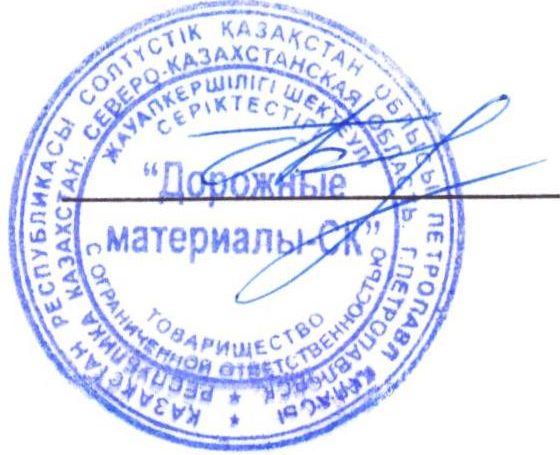 ҚАЗАҚСТАН РЕСПУБЛИКАСЫ СОЛТҮСТІК ҚАЗАҚСТАН ОБЛЫСЫ ПЕТРОПАВЛ ҚАЛАСЫ
РЕСПУБЛИКА КАЗАХСТАН, СЕВЕРО-КАЗАХСТАНСКАЯ ОБЛАСТЬ, Г.ПЕТРОПАВЛОВСК
ЖАУАПКЕРШІЛІГІ ШЕКТЕУЛІ
СЕРІКТЕСТІГІ
“Дорожные
материалы-СК”
ТОВАРИЩЕСТВО
С ОГРАНИЧЕННОЙ ОТВЕТСТВЕННОСТЬЮ